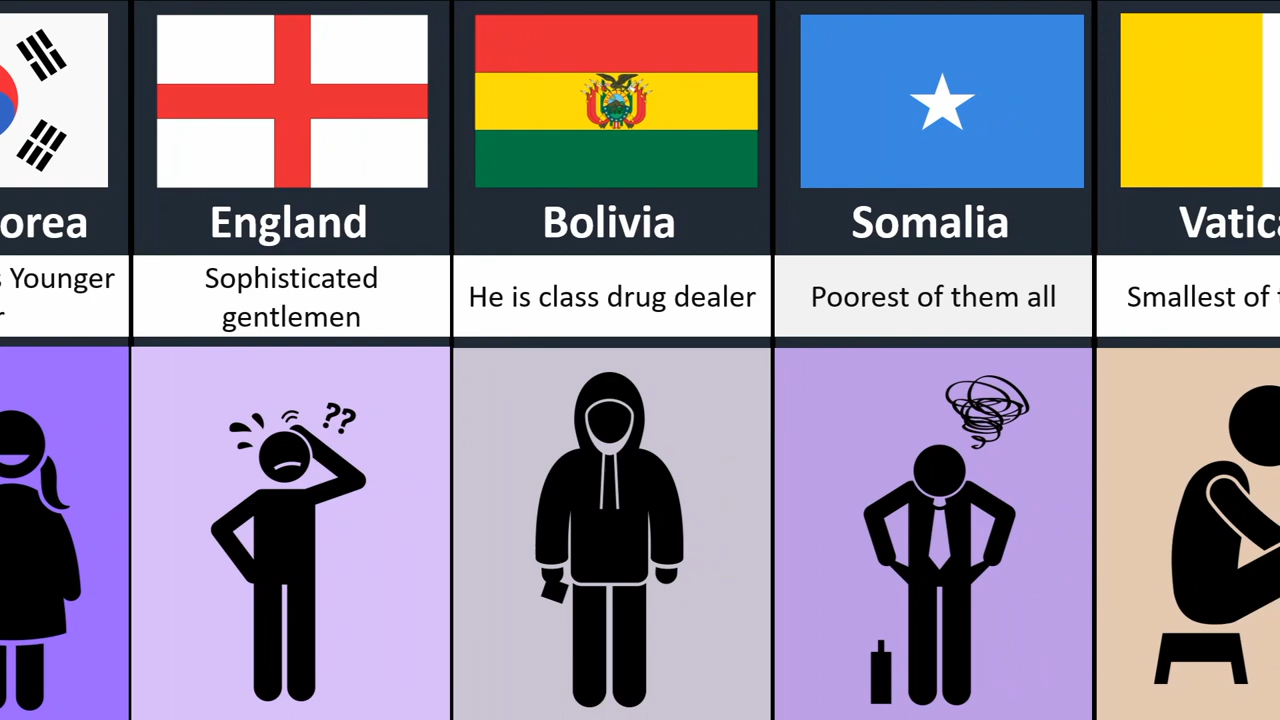 orea
England
Bolivia
Somalia
Vatica
s Younger
r
Sophisticated
gentlemen
He is class drug dealer
Poorest of them all
Smallest of t
??